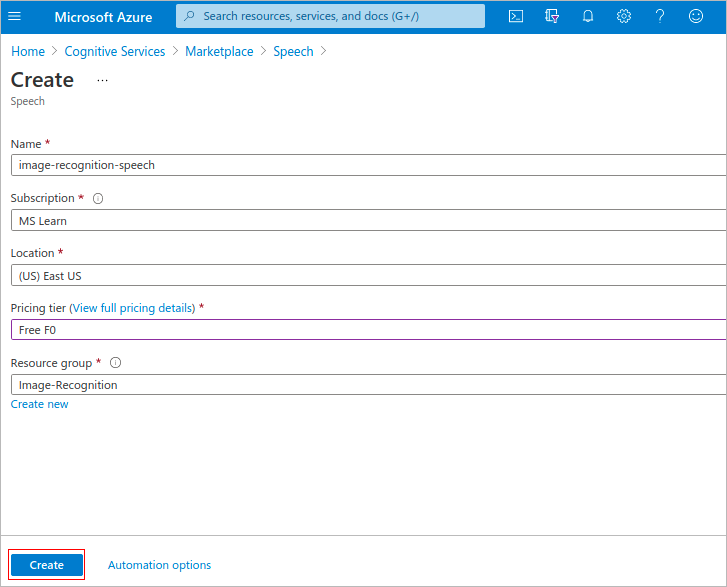 Microsoft Azure Search resources, services, and docs (G+/)
Home > Cognitive Services > Marketplace > Speech >
Create ...
Speech
Name *
image-recognition-speech
Subscription *
MS Learn
Location *
(US) East US
Pricing tier (View full pricing details) *
Free F0
Resource group *
Image-Recognition
Create new
Create Automation options